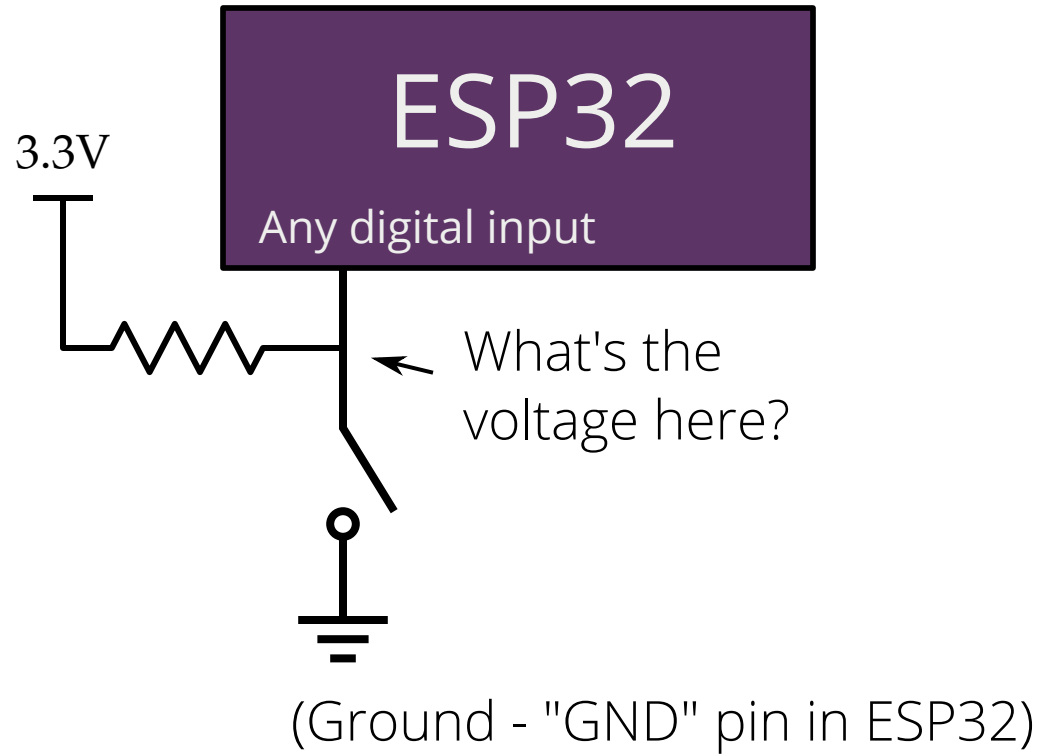 ESP32
3.3V
Any digital input
What's the
voltage here?
(Ground - "GND" pin in ESP32)